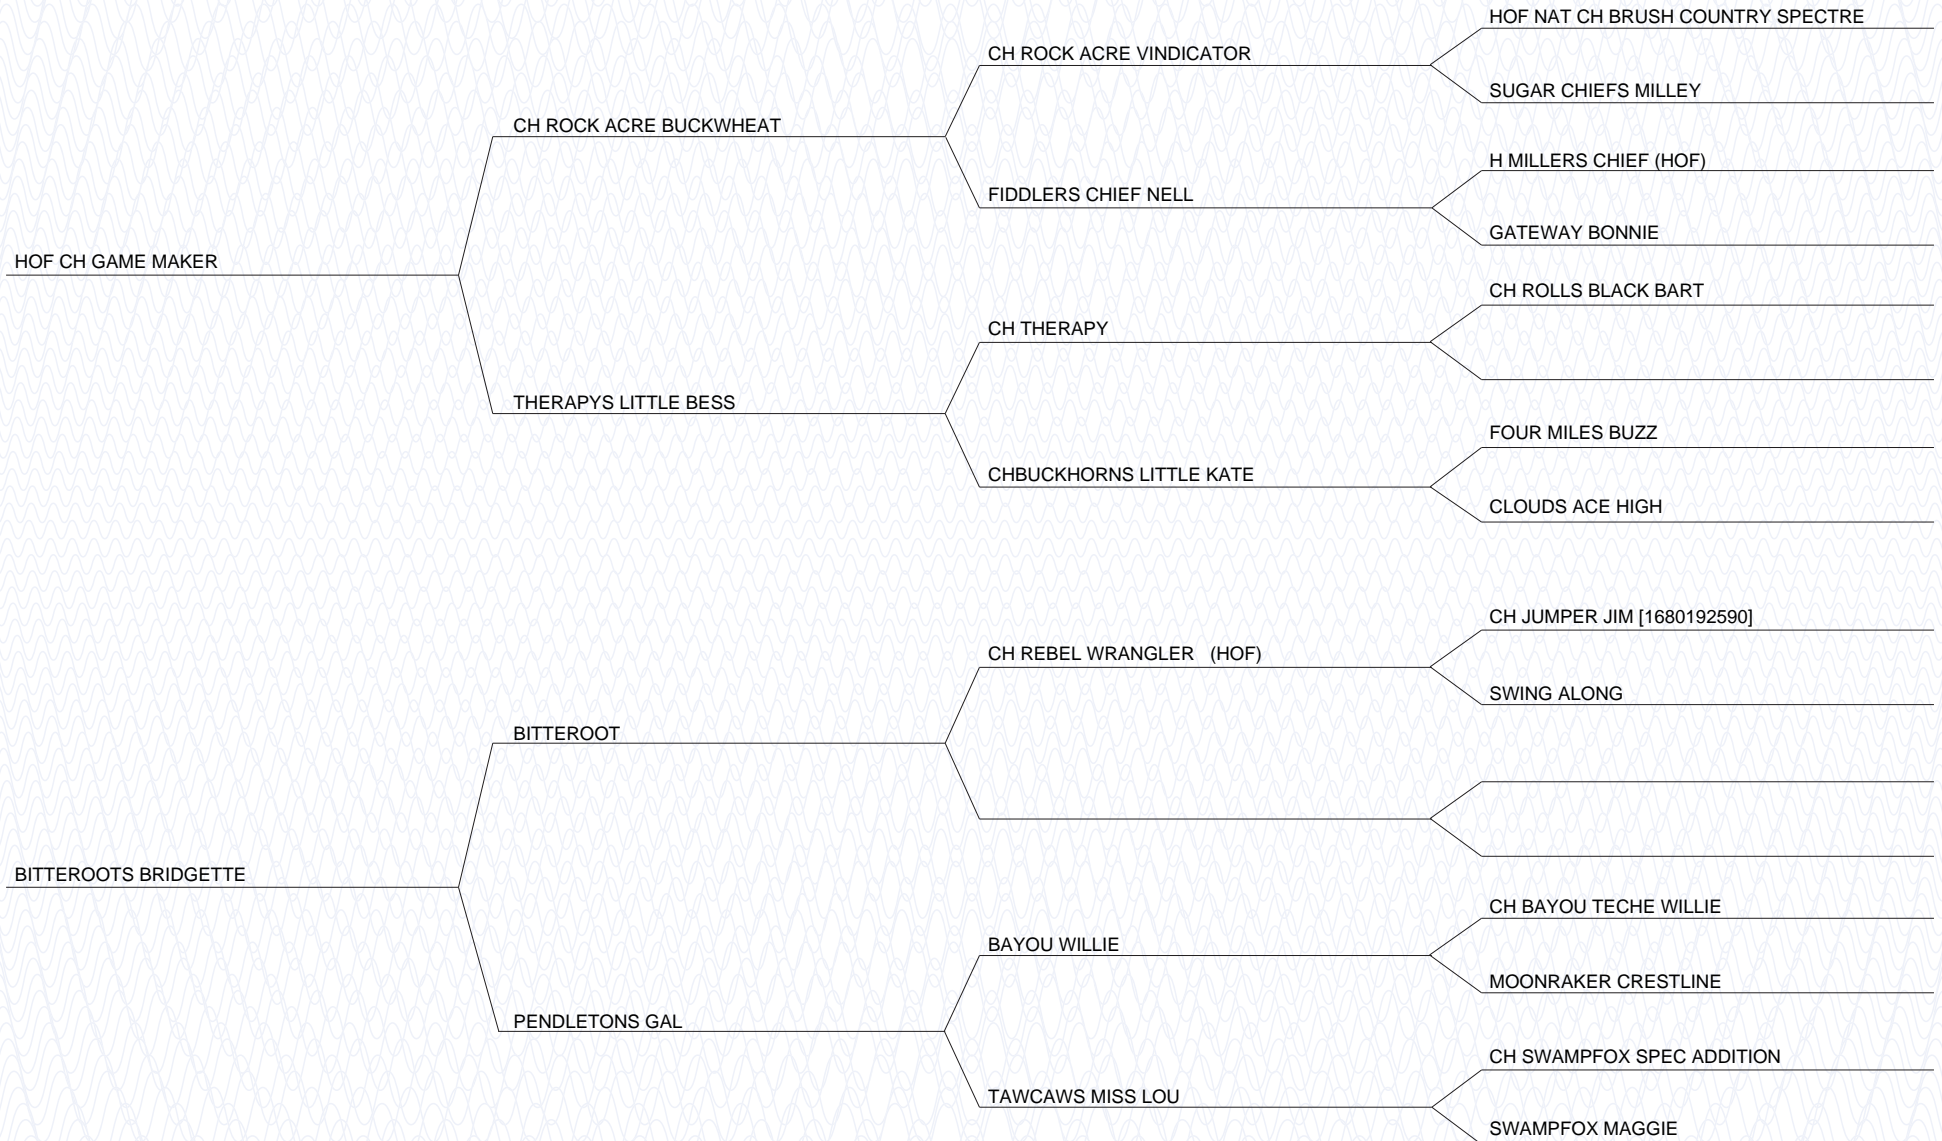 HOF NAT CH BRUSH COUNTRY SPECTRE
CH ROCK ACRE VINDICATOR
SUGAR CHIEFS MILLEY
CH ROCK ACRE BUCKWHEAT
H MILLERS CHIEF (HOF)
FIDDLERS CHIEF NELL
GATEWAY BONNIE
HOF CH GAME MAKER
CH ROLLS BLACK BART
CH THERAPY
THERAPYS LITTLE BESS
FOUR MILES BUZZ
CHBUCKHORNS LITTLE KATE
CLOUDS ACE HIGH
CH JUMPER JIM [1680192590]
CH REBEL WRANGLER (HOF)
SWING ALONG
BITTEROOT
BITTEROOTS BRIDGETTE
CH BAYOU TECHE WILLIE
BAYOU WILLIE
MOONRAKER CRESTLINE
PENDLETONS GAL
CH SWAMPFOX SPEC ADDITION
TAWCAWS MISS LOU
SWAMPFOX MAGGIE